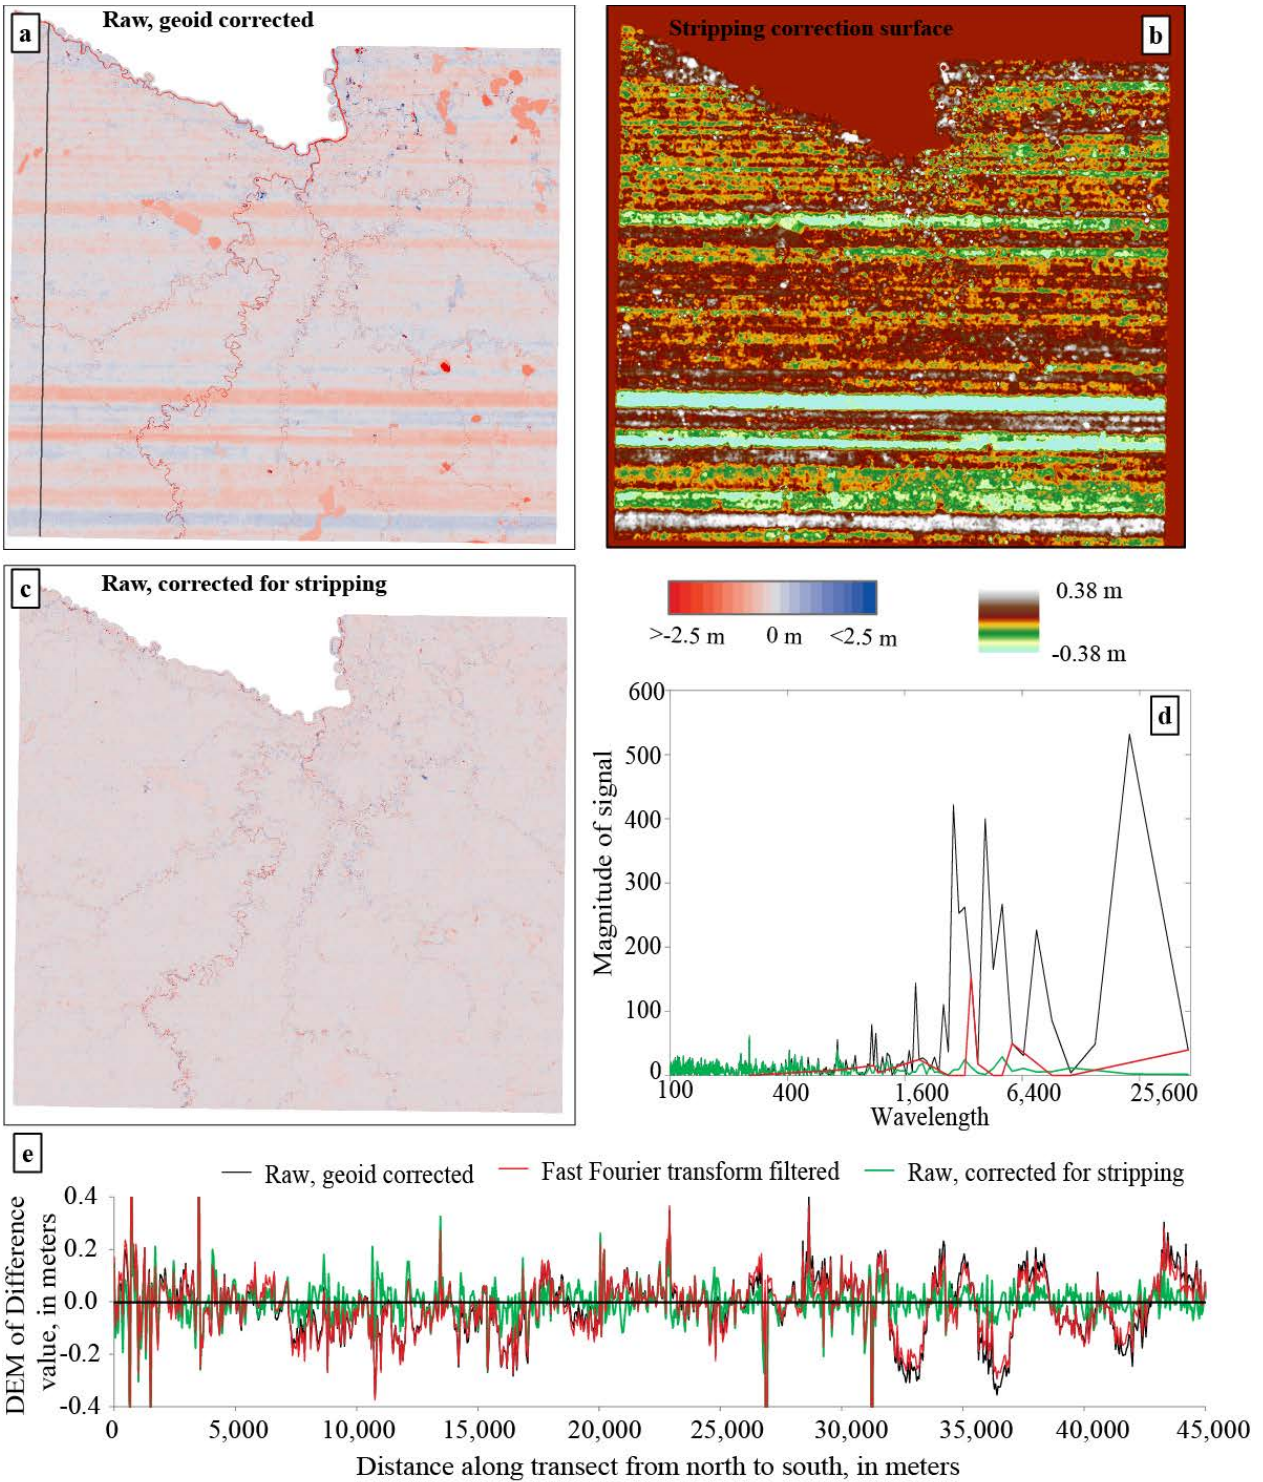 a
Raw, geoid corrected
Stripping correction surface
b
c
Raw, corrected for stripping
>-2.5 m
0 m
<2.5 m
0.38 m
-0.38 m
d
Magnitude of signal
600
500
400
300
200
100
0
100
400
1,600
6,400
25,600
Wavelength
e
Raw, geoid corrected
Fast Fourier transform filtered
Raw, corrected for stripping
DEM of Difference
value, in meters
0.4
0.2
0.0
-0.2
-0.4
0
5,000
10,000
15,000
20,000
25,000
30,000
35,000
40,000
45,000
Distance along transect from north to south, in meters